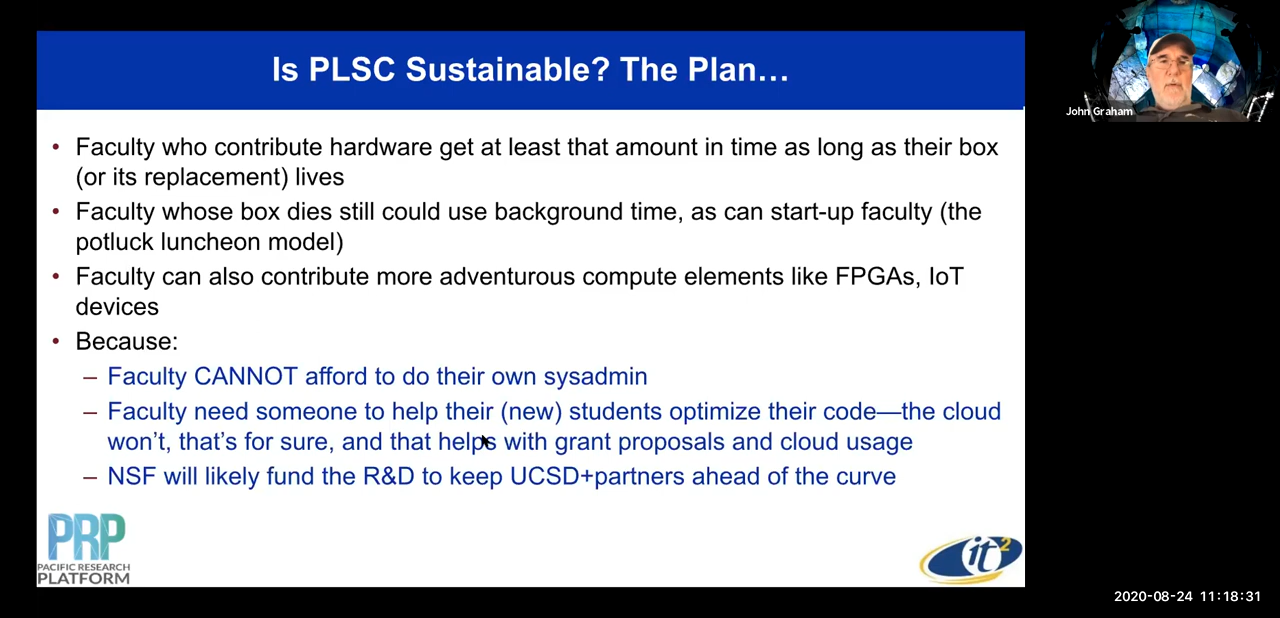 Is PLSC Sustainable? The Plan…
John Graham
• Faculty who contribute hardware get at least that amount in time as long as their box
(or its replacement) lives
• Faculty whose box dies still could use background time, as can start-up faculty (the
potluck luncheon model)
• Faculty can also contribute more adventurous compute elements like FPGAs, IoT
devices
• Because:
– Faculty CANNOT afford to do their own sysadmin
– Faculty need someone to help their (new) students optimize their code—the cloud
won't, that's for sure, and that helps with grant proposals and cloud usage
– NSF will likely fund the R&D to keep UCSD+partners ahead of the curve
PRP
PACIFIC RESEARCH
PLATFORM
it2
2020-08-24 11:18:31